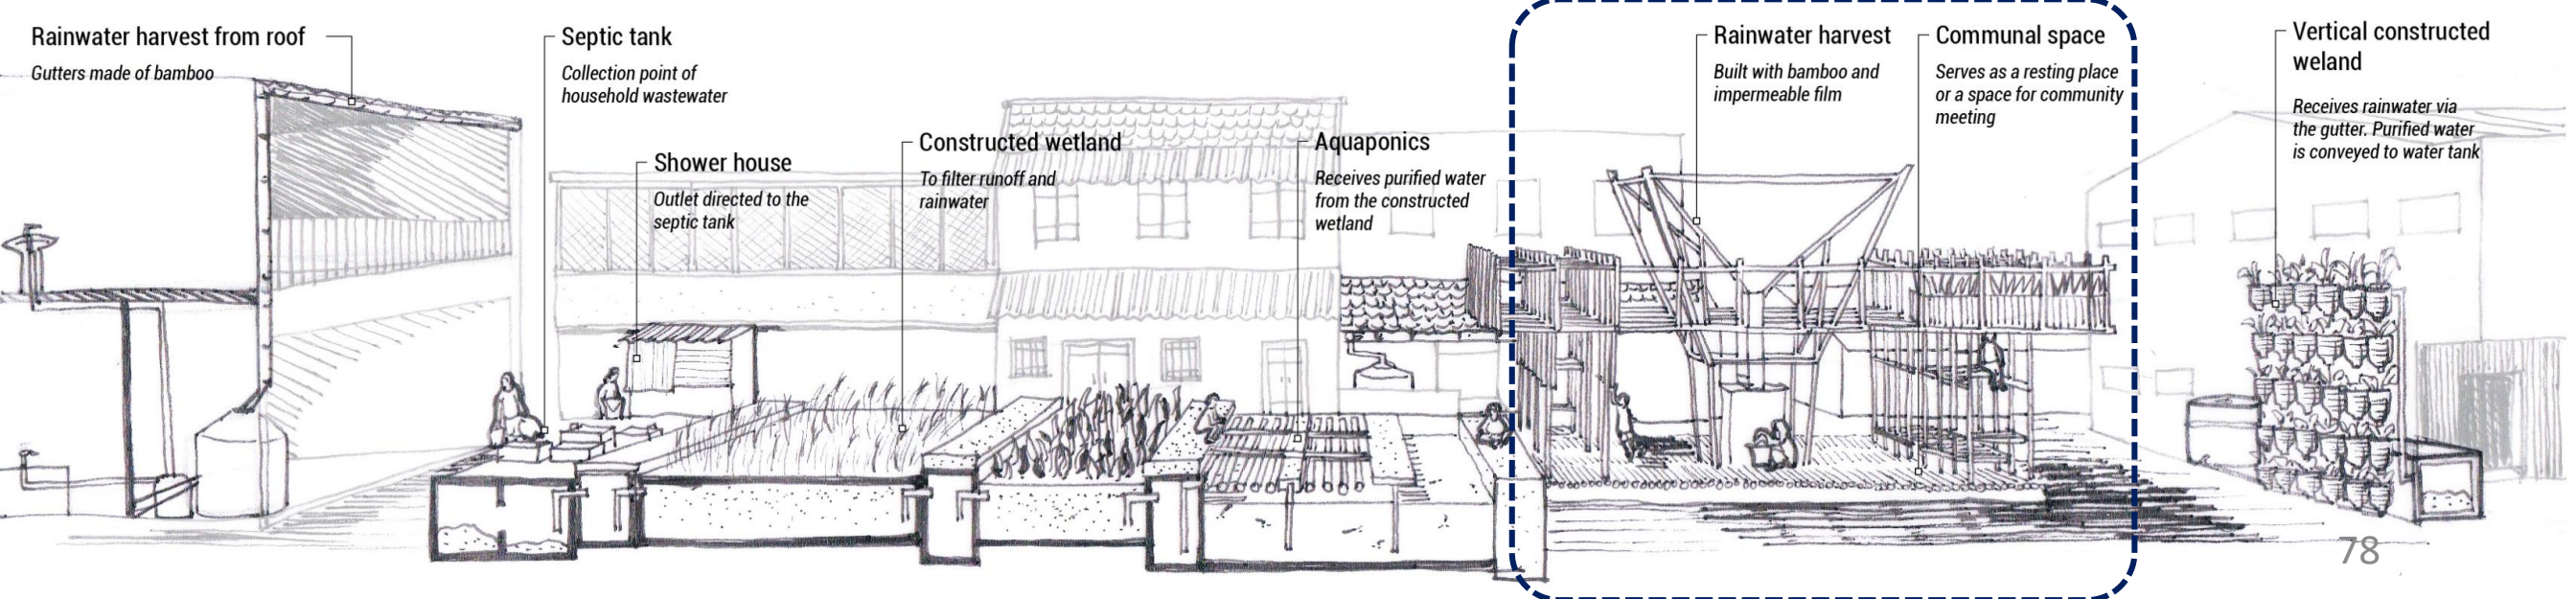 Rainwater harvest from roof
Gutters made of bamboo
Septic tank
Collection point of
household wastewater
Shower house
Outlet directed to the
septic tank
Constructed wetland
To filter runoff and
rainwater
Aquaponics
Receives purified water
from the constructed
wetland
Rainwater harvest
Built with bamboo and
impermeable film
Communal space
Serves as a resting place
or a space for community
meeting
Vertical constructed
weland
Receives rainwater via
the gutter. Purified water
is conveyed to water tank
78